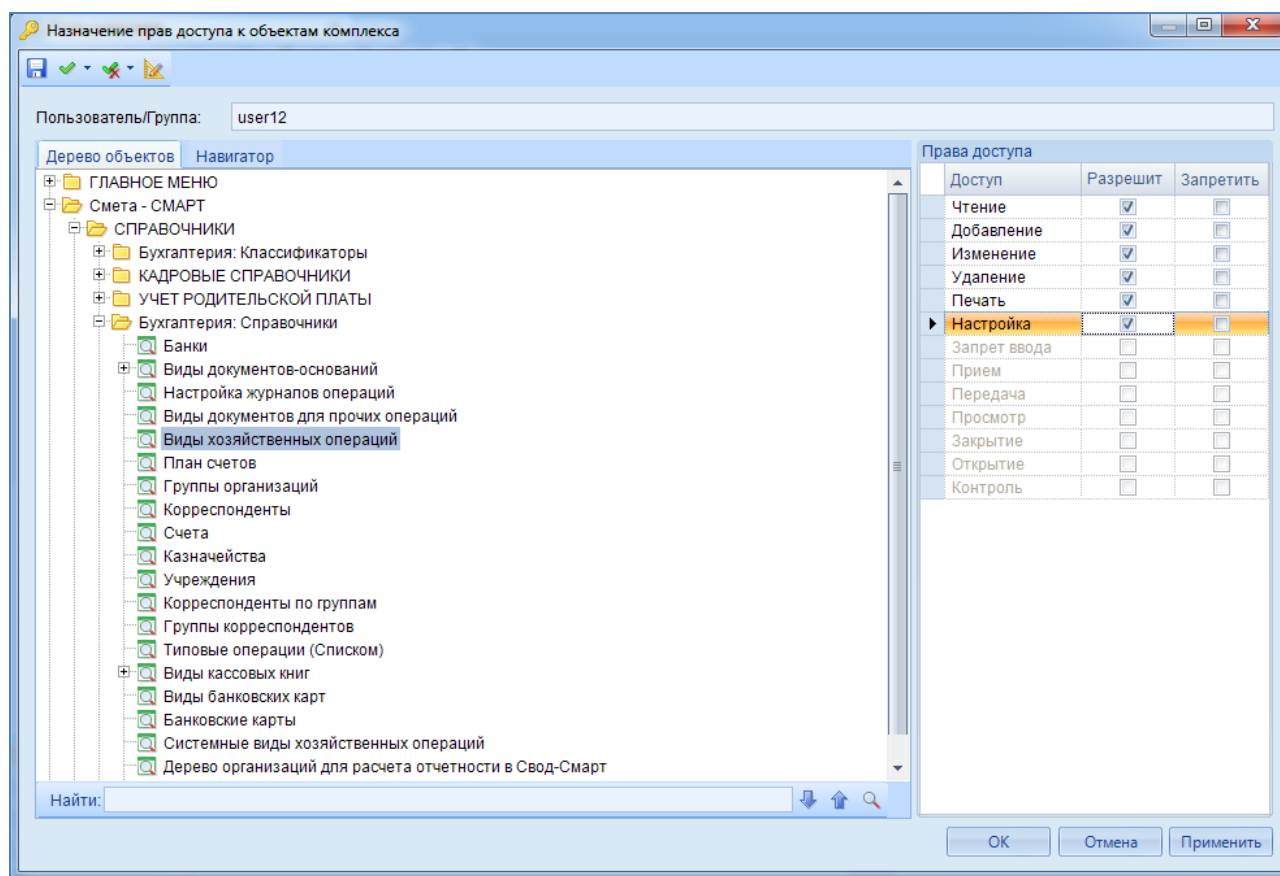 Назначение прав доступа к объектам комплекса
Пользователь/Группа: user12
Дерево объектов Навигатор
ГЛАВНОЕ МЕНЮ
Смета - СМАРТ
СПРАВОЧНИКИ
Бухгалтерия: Классификаторы
КАДРОВЫЕ СПРАВОЧНИКИ
УЧЕТ РОДИТЕЛЬСКОЙ ПЛАТЫ
Бухгалтерия: Справочники
Банки
Виды документов-оснований
Настройка журналов операций
Виды документов для прочих операций
Виды хозяйственных операций
План счетов
Группы организаций
Корреспонденты
Счета
Казначейства
Учреждения
Корреспонденты по группам
Группы корреспондентов
Типовые операции (Списком)
Виды кассовых книг
Виды банковских карт
Банковские карты
Системные виды хозяйственных операций
Дерево организаций для расчета отчетности в Свод-Смарт
Найти:
Права доступа
Доступ Разрешит Запретить
Чтение
Добавление
Изменение
Удаление
Печать
Настройка
Запрет ввода
Прием
Передача
Просмотр
Закрытие
Открытие
Контроль
ОК Отмена Применить